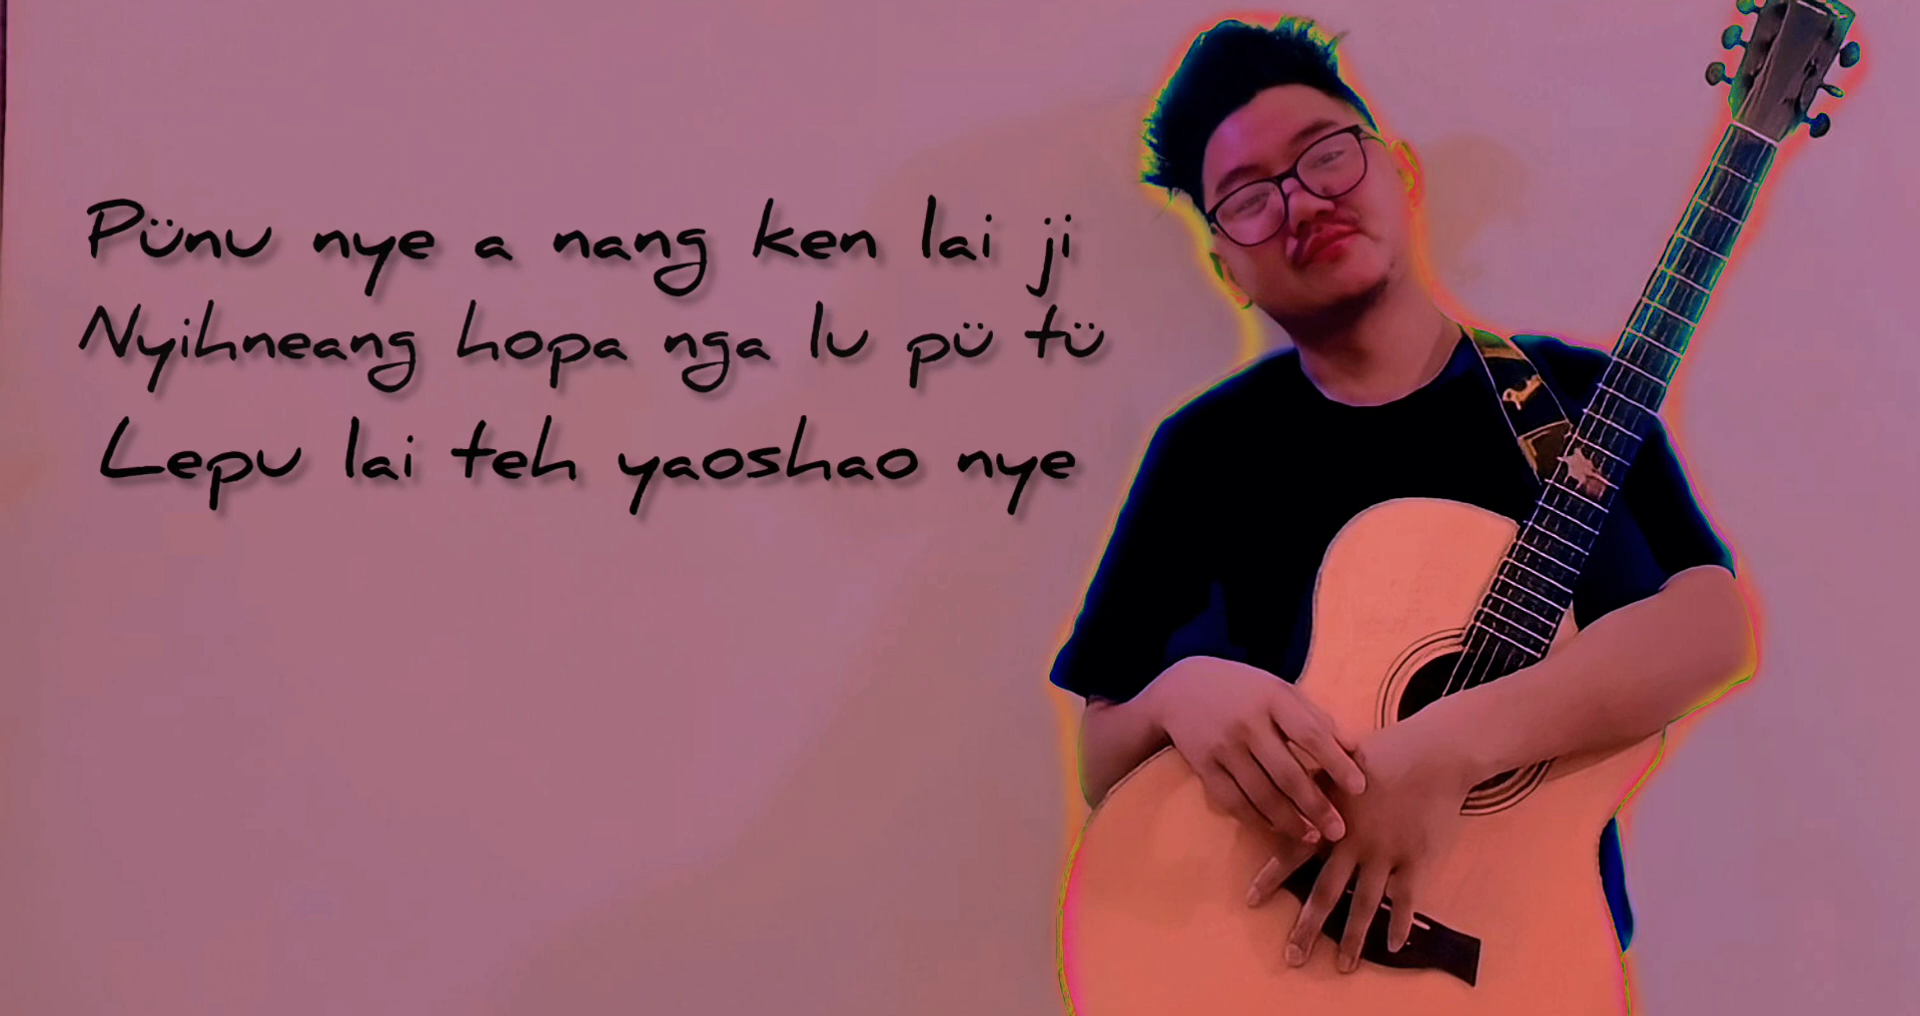 Pünu nye a nang ken lai ji
Nyihneang hopa nga lu pü tü
Lepu lai teh yaoshao nye